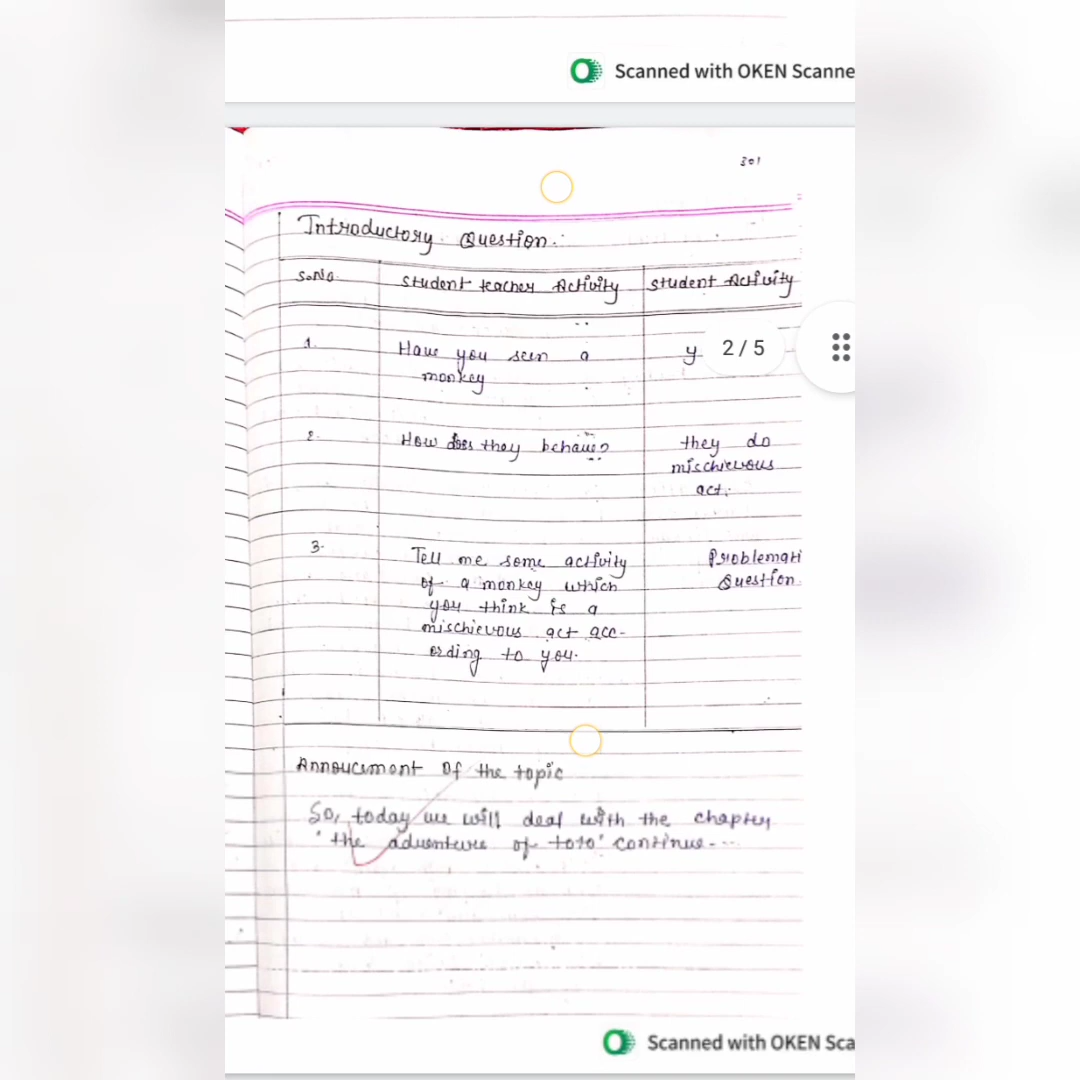 Scanned with OKEN Scanne
301
Introductory Question :
S.No. Student teacher Activity Student Activity
1. Have you seen a y 2/5
monkey
2. How does they behave? they do
mischievous
act.
3. Tell me some activity Problemati
of a monkey which Question
you think is a
mischievous act acc-
ording to you.
Annoucement Of the topic
So, today we will deal with the chapter
'the adventure of toto' continue----
Scanned with OKEN Sca